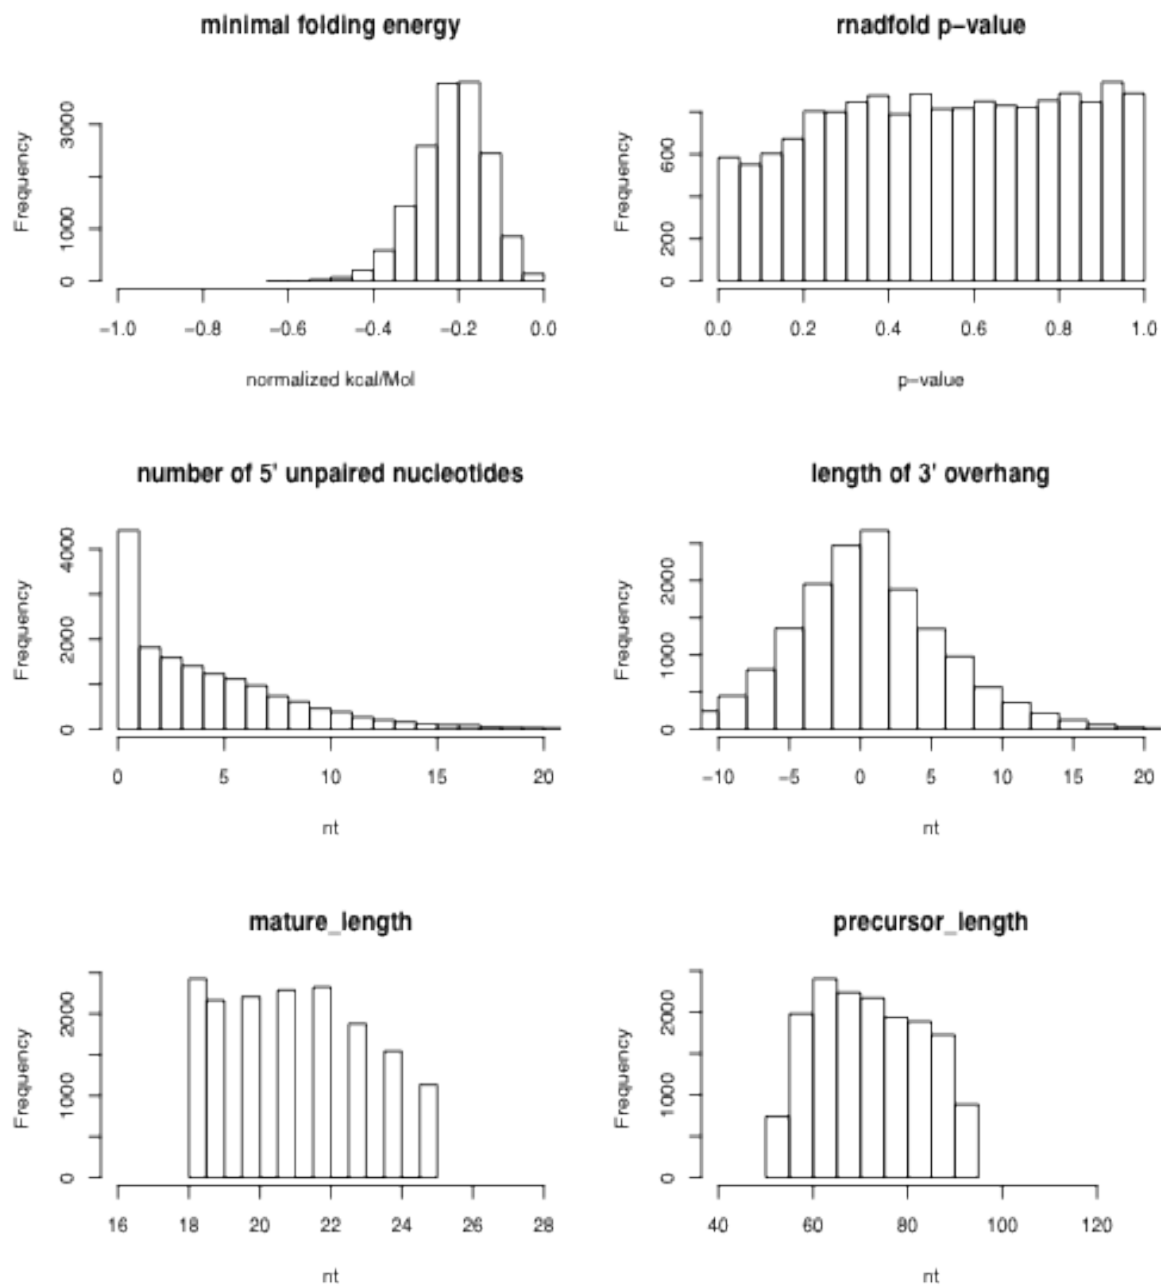 minimal folding energy
Frequency
0 1000 3000
−1.0 −0.8 −0.6 −0.4 −0.2 0.0
normalized kcal/Mol
rnadfold p−value
Frequency
0 200 600
0.0 0.2 0.4 0.6 0.8 1.0
p−value
number of 5' unpaired nucleotides
Frequency
0 2000 4000
0 5 10 15 20
nt
length of 3' overhang
Frequency
0 1000 2000
−10 −5 0 5 10 15 20
nt
mature_length
Frequency
0 1000 2000
16 18 20 22 24 26 28
nt
precursor_length
Frequency
0 1000 2000
40 60 80 100 120
nt